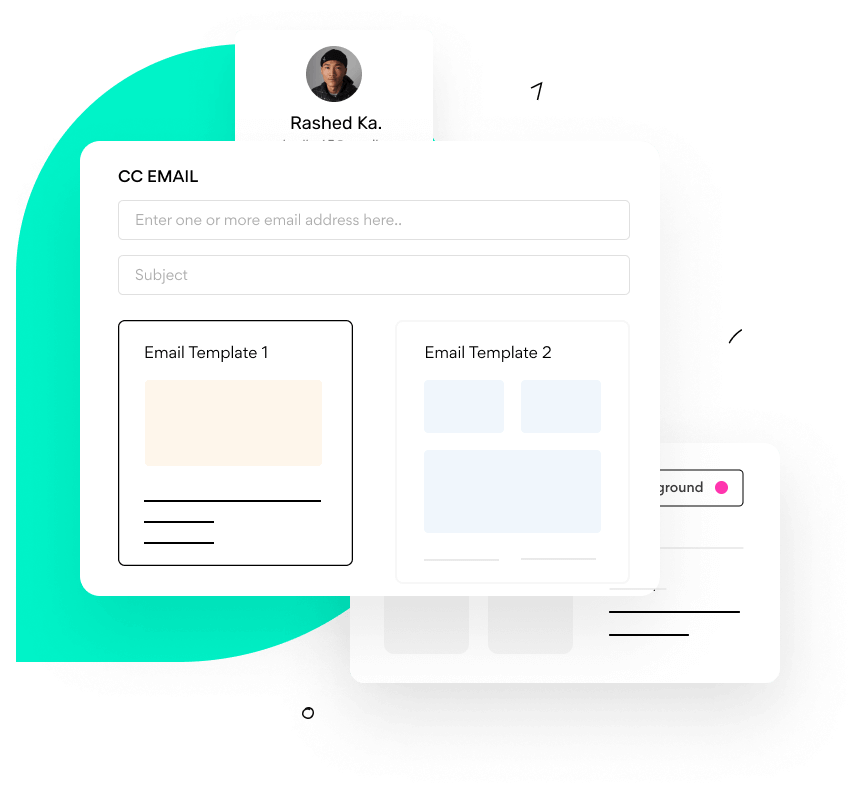 Rashed Ka.
CC EMAIL
Enter one or more email address here..
Subject
Email Template 1
Email Template 2
ground